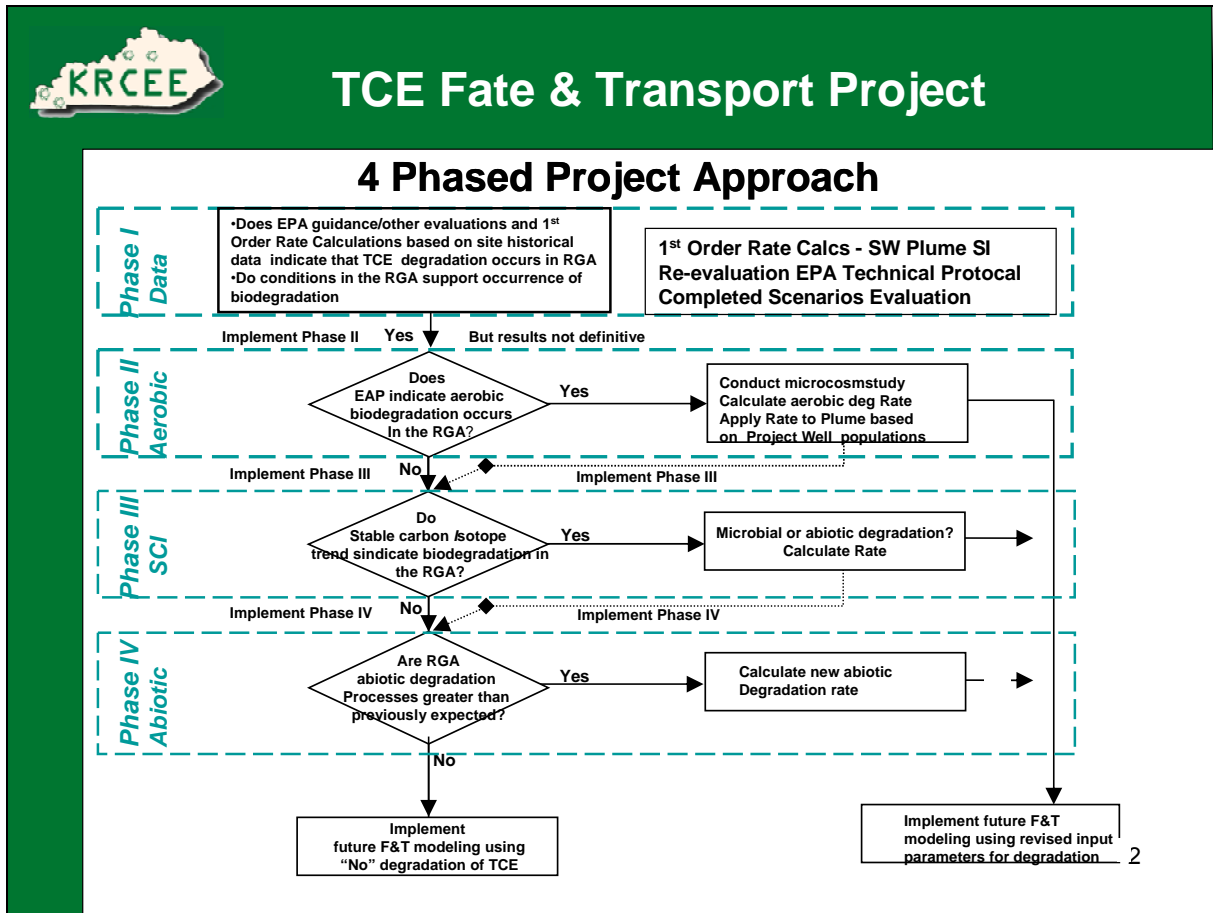 KRCEE
TCE Fate & Transport Project
4 Phased Project Approach
Phase I
Data
•Does EPA guidance/other evaluations and 1st
Order Rate Calculations based on site historical
data indicate that TCE degradation occurs in RGA
•Do conditions in the RGA support occurrence of
biodegradation
1st Order Rate Calcs - SW Plume SI
Re-evaluation EPA Technical Protocal
Completed Scenarios Evaluation
Implement Phase II
Yes
But results not definitive
Phase II
Aerobic
Does
EAP indicate aerobic
biodegradation occurs
In the RGA?
Yes
Conduct microcosmstudy
Calculate aerobic deg Rate
Apply Rate to Plume based
on Project Well populations
Implement Phase III
No
Implement Phase III
Phase III
SCI
Do
Stable carbon Isotope
trend sindicate biodegradation in
the RGA?
Yes
Microbial or abiotic degradation?
Calculate Rate
Implement Phase IV
No
Implement Phase IV
Phase IV
Abiotic
Are RGA
abiotic degradation
Processes greater than
previously expected?
Yes
Calculate new abiotic
Degradation rate
No
Implement
future F&T modeling using
“No” degradation of TCE
Implement future F&T
modeling using revised input
parameters for degradation
2